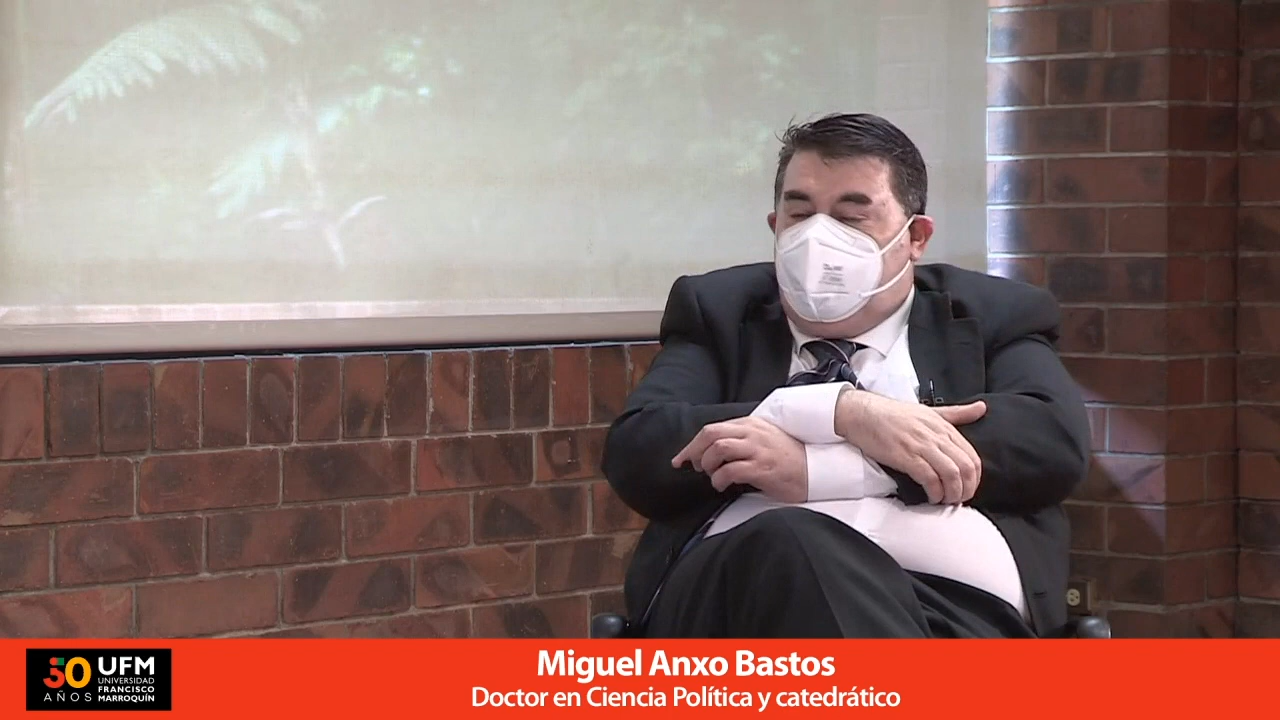 Miguel Anxo Bastos
Doctor en Ciencia Política y catedrático
50 UFM
AÑOS
UNIVERSIDAD
FRANCISCO
MARROQUÍN